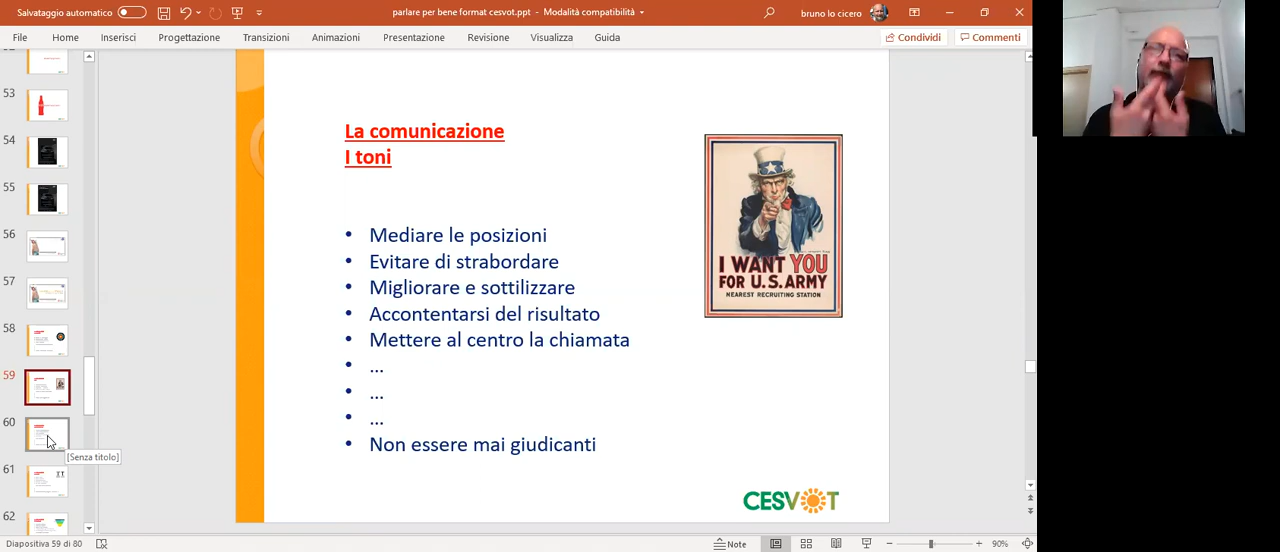 Salvataggio automatico
parlare per bene format cesvot.ppt - Modalità compatibilità
bruno lo cicero
File Home Inserisci Progettazione Transizioni Animazioni Presentazione Revisione Visualizza Guida
Condividi Commenti
53
54
55
56
57
58
59
60
[Senza titolo]
61
62
La comunicazione
I toni
• Mediare le posizioni
• Evitare di strabordare
• Migliorare e sottilizzare
• Accontentarsi del risultato
• Mettere al centro la chiamata
• ...
• ...
• ...
• Non essere mai giudicanti
I WANT YOU
FOR U.S. ARMY
NEAREST RECRUITING STATION
CESVOT
Diapositiva 59 di 80
Note
90%